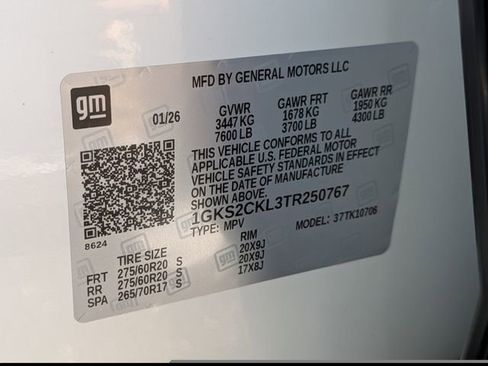 MFD BY GENERAL MOTORS LLC
gm
01/26
GVWR GAWR FRT GAWR RR
3447 KG 1678 KG 1950 KG
7600 LB 3700 LB 4300 LB
THIS VEHICLE CONFORMS TO ALL
APPLICABLE U.S. FEDERAL MOTOR
VEHICLE SAFETY STANDARDS IN EFFECT
ON THE DATE OF MANUFACTURE
SHOWN ABOVE.
1GKS2CKL3TR250767
TYPE: MPV MODEL: 37TK10706
8624
TIRE SIZE RIM
FRT 275/60R20 S 20X9J
RR 275/60R20 S 20X9J
SPA 265/70R17 S 17X8J